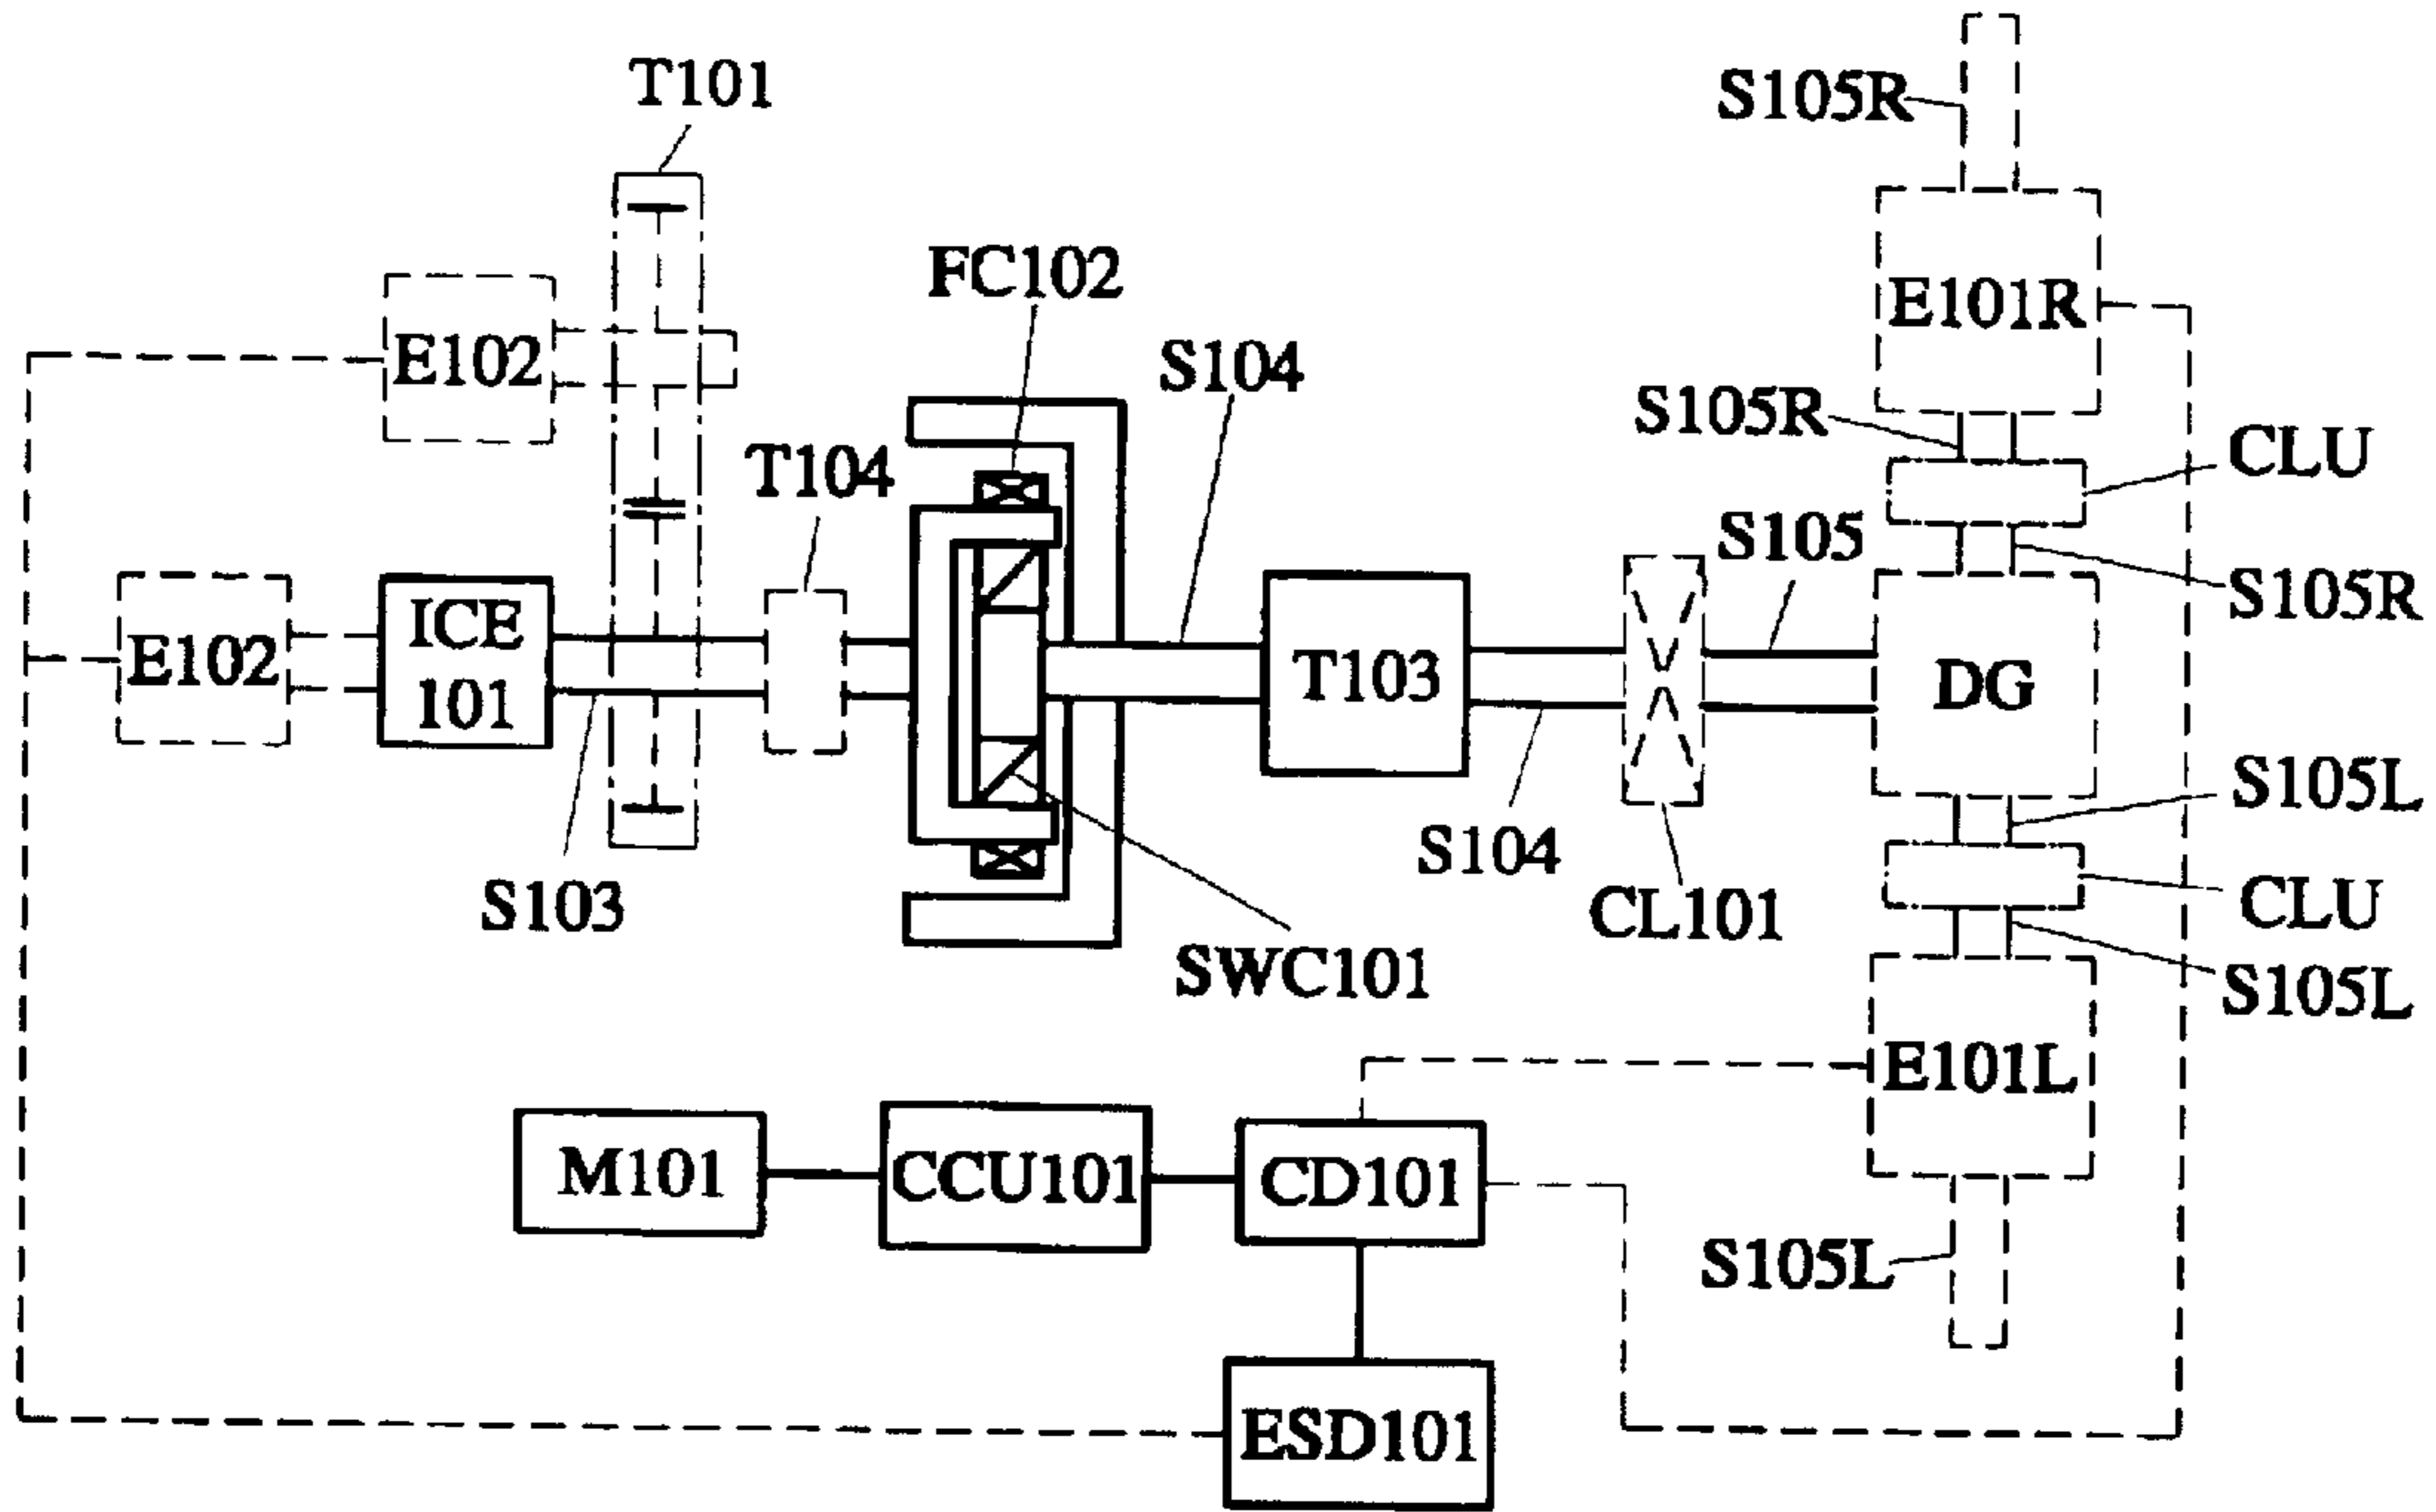 T101
S105R
FC102
E101R
E102
S104
S105R
CLU
T104
S105
S105R
ICE
101
E102
T103
DG
S105L
S104
S103
CL101
CLU
SWC101
S105L
E101L
M101
CCU101
CD101
S105L
ESD101